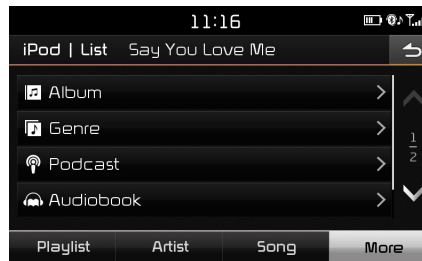 11:16
iPod | List Say You Love Me
Album
Genre
Podcast
Audiobook
1
2
Playlist Artist Song More